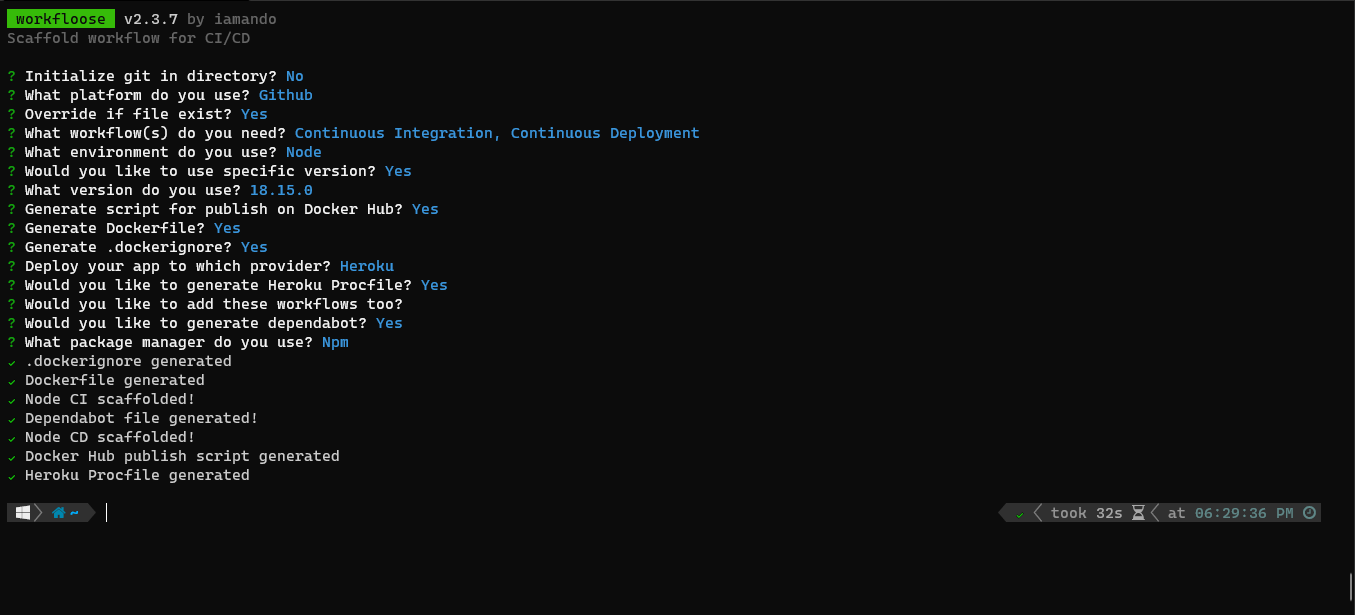 workfloose v2.3.7 by iamando
Scaffold workflow for CI/CD
? Initialize git in directory? No
? What platform do you use? Github
? Override if file exist? Yes
? What workflow(s) do you need? Continuous Integration, Continuous Deployment
? What environment do you use? Node
? Would you like to use specific version? Yes
? What version do you use? 18.15.0
? Generate script for publish on Docker Hub? Yes
? Generate Dockerfile? Yes
? Generate .dockerignore? Yes
? Deploy your app to which provider? Heroku
? Would you like to generate Heroku Procfile? Yes
? Would you like to add these workflows too?
? Would you like to generate dependabot? Yes
? What package manager do you use? Npm
✓ .dockerignore generated
✓ Dockerfile generated
✓ Node CI scaffolded!
✓ Dependabot file generated!
✓ Node CD scaffolded!
✓ Docker Hub publish script generated
✓ Heroku Procfile generated
~ ✓ took 32s at 06:29:36 PM